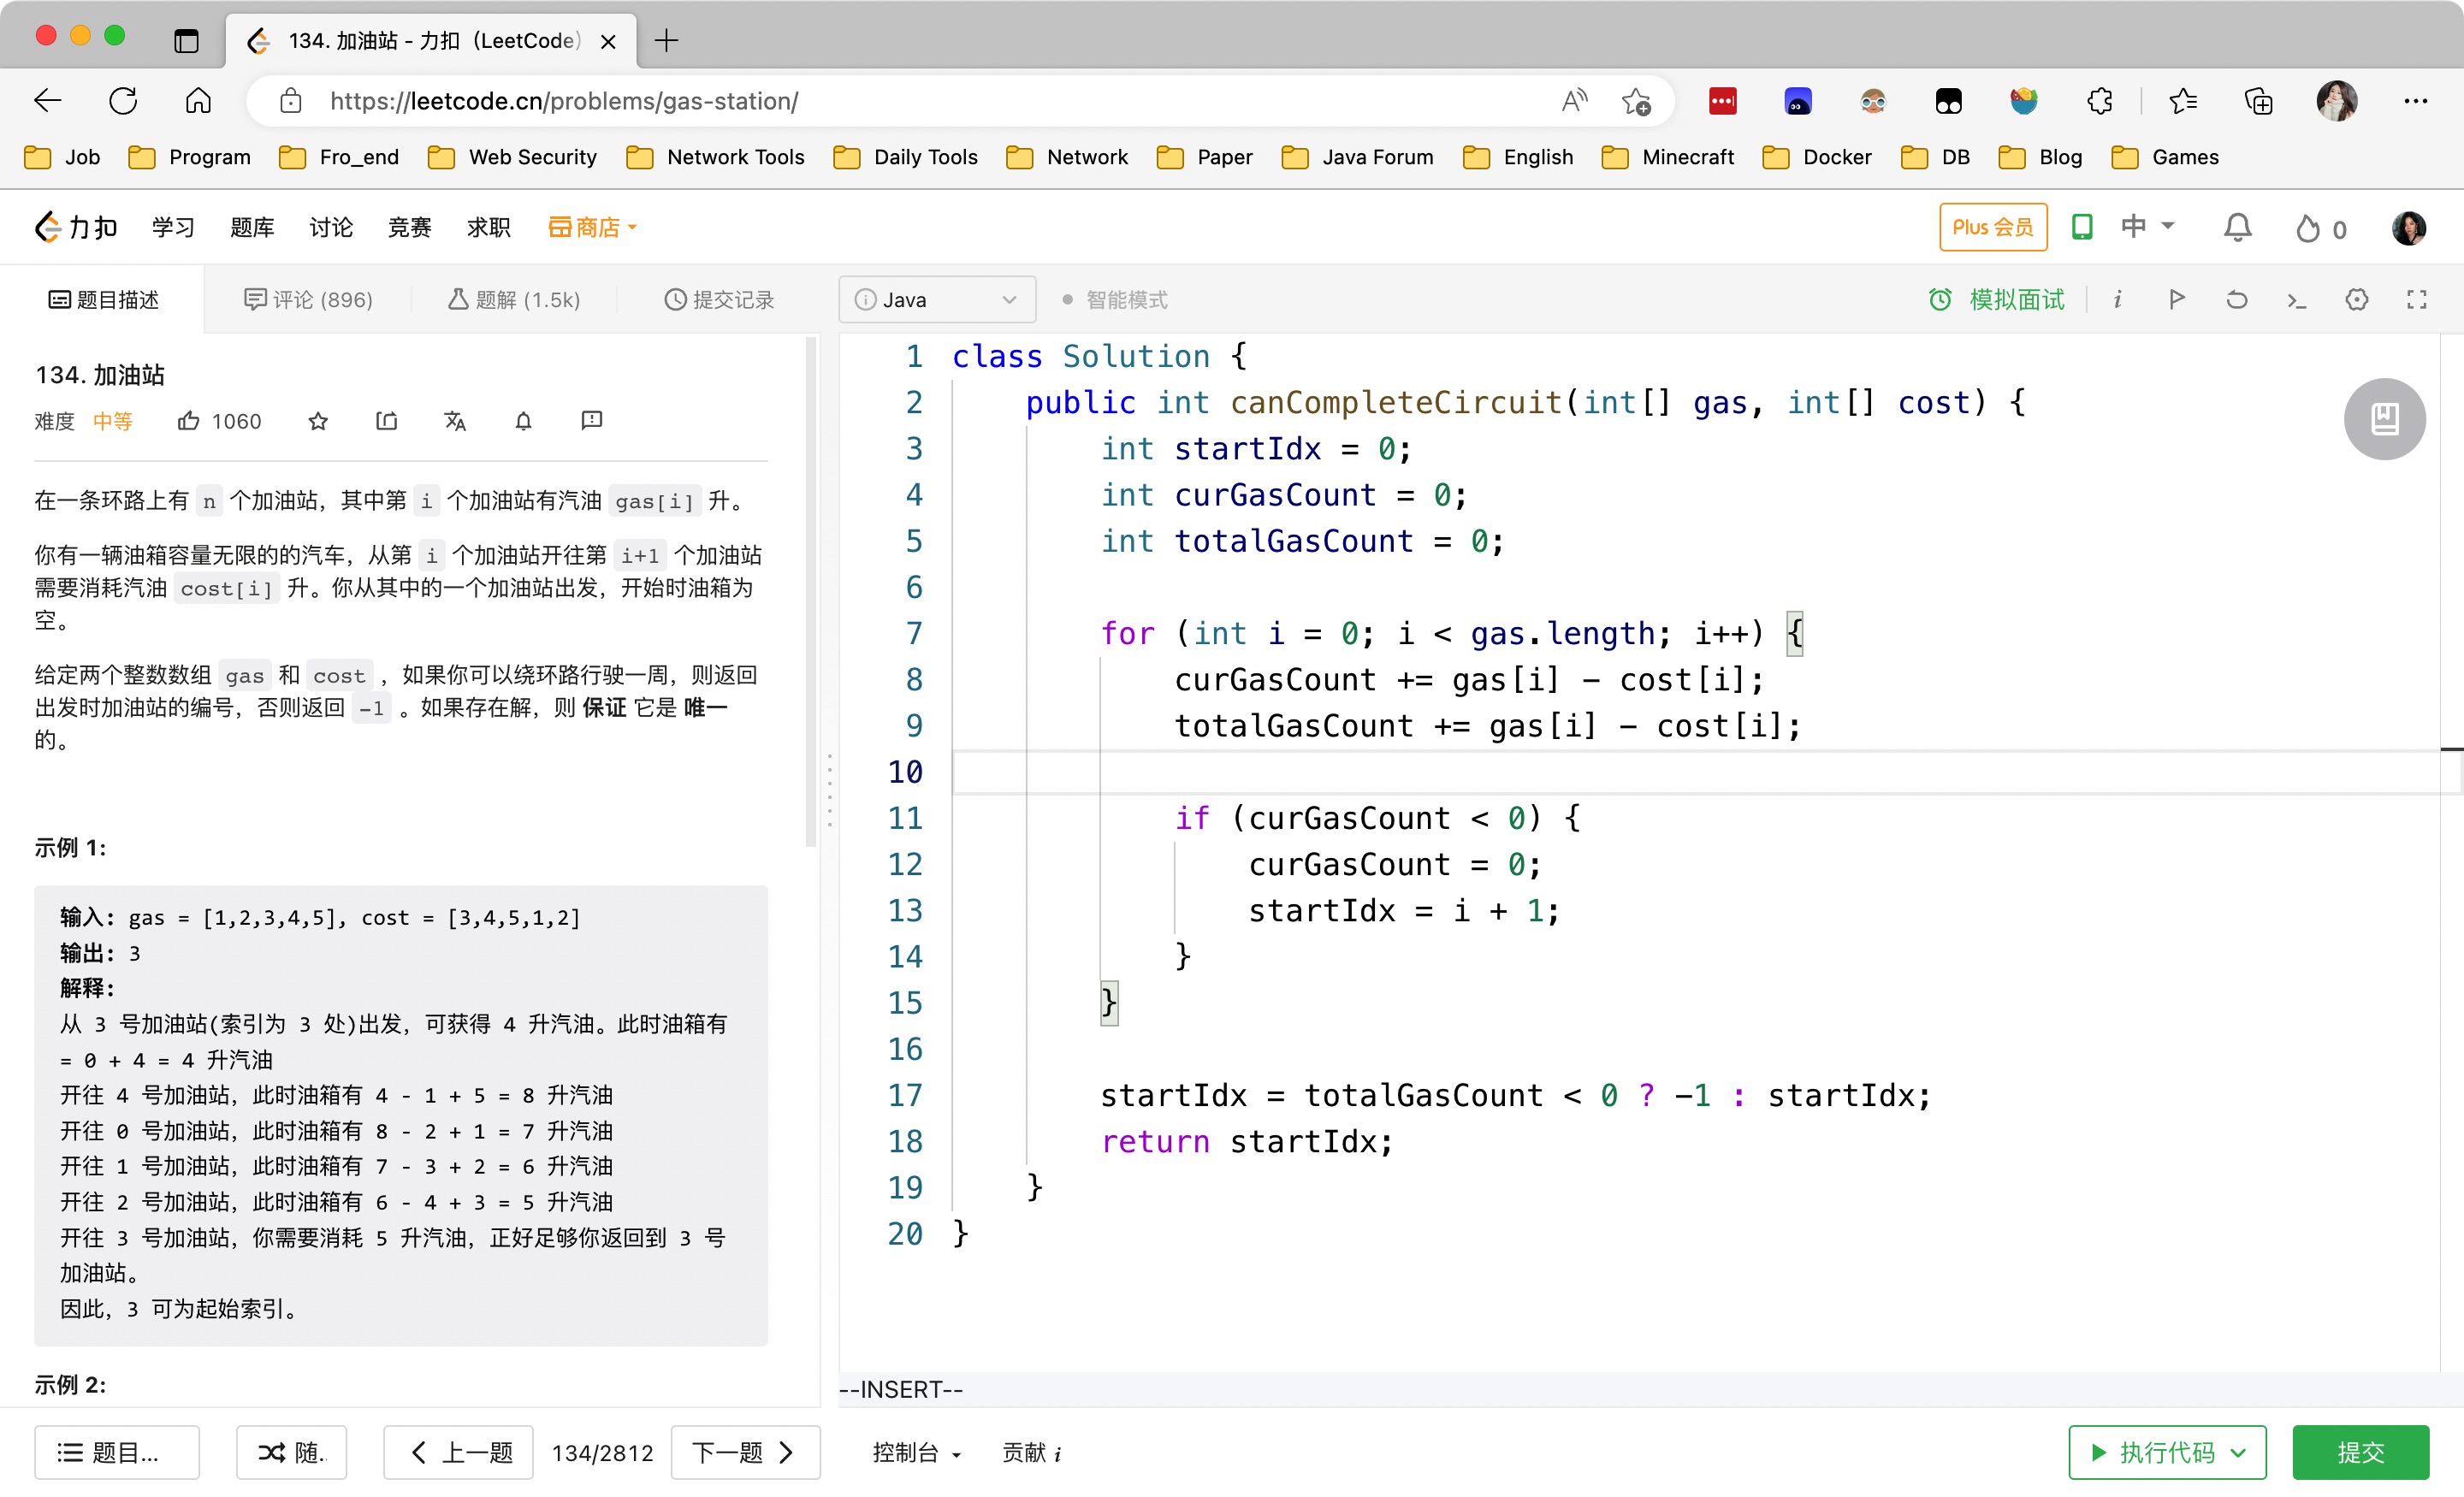 134. 加油站 - 力扣（LeetCode）
https://leetcode.cn/problems/gas-station/
Job Program Fro_end Web Security Network Tools Daily Tools Network Paper Java Forum English Minecraft Docker DB Blog Games
力扣 学习 题库 讨论 竞赛 求职 商店 Plus 会员 中 0
题目描述 评论 (896) 题解 (1.5k) 提交记录
Java 智能模式 模拟面试
134. 加油站
难度 中等 1060
在一条环路上有 n 个加油站，其中第 i 个加油站有汽油 gas[i] 升。
你有一辆油箱容量无限的的汽车，从第 i 个加油站开往第 i+1 个加油站
需要消耗汽油 cost[i] 升。你从其中的一个加油站出发，开始时油箱为
空。
给定两个整数数组 gas 和 cost ，如果你可以绕环路行驶一周，则返回
出发时加油站的编号，否则返回 -1 。如果存在解，则 保证 它是 唯一
的。
示例 1:
输入: gas = [1,2,3,4,5], cost = [3,4,5,1,2]
输出: 3
解释:
从 3 号加油站(索引为 3 处)出发，可获得 4 升汽油。此时油箱有
= 0 + 4 = 4 升汽油
开往 4 号加油站，此时油箱有 4 - 1 + 5 = 8 升汽油
开往 0 号加油站，此时油箱有 8 - 2 + 1 = 7 升汽油
开往 1 号加油站，此时油箱有 7 - 3 + 2 = 6 升汽油
开往 2 号加油站，此时油箱有 6 - 4 + 3 = 5 升汽油
开往 3 号加油站，你需要消耗 5 升汽油，正好足够你返回到 3 号
加油站。
因此，3 可为起始索引。
示例 2:
1 class Solution {
2 public int canCompleteCircuit(int[] gas, int[] cost) {
3 int startIdx = 0;
4 int curGasCount = 0;
5 int totalGasCount = 0;
6
7 for (int i = 0; i < gas.length; i++) {
8 curGasCount += gas[i] - cost[i];
9 totalGasCount += gas[i] - cost[i];
10
11 if (curGasCount < 0) {
12 curGasCount = 0;
13 startIdx = i + 1;
14 }
15 }
16
17 startIdx = totalGasCount < 0 ? -1 : startIdx;
18 return startIdx;
19 }
20 }
--INSERT--
题目... 随. 上一题 134/2812 下一题 控制台 贡献 i 执行代码 提交